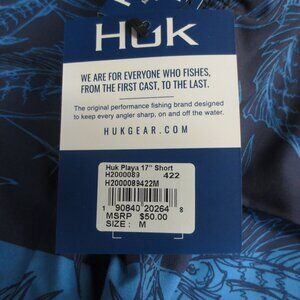 HUK
WE ARE FOR EVERYONE WHO FISHES,
FROM THE FIRST CAST, TO THE LAST.
The original performance fishing brand designed
to keep every angler sharp, on and off the water.
HUKGEAR.COM
Huk Playa 17" Short
H2000089 422
H2000089422M
1 90840 20264 8
MSRP $50.00
SIZE : M